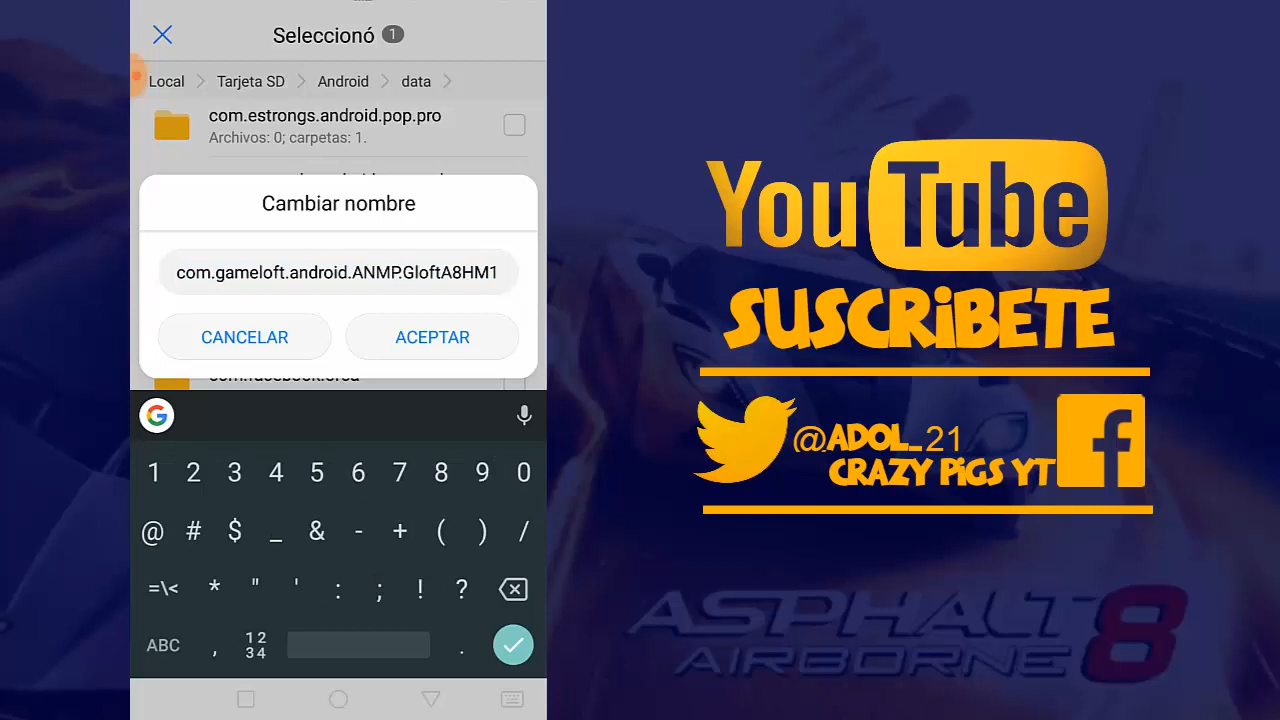 Seleccionó 1
Local > Tarjeta SD > Android > data >
com.estrongs.android.pop.pro
Archivos: 0; carpetas: 1.
Cambiar nombre
com.gameloft.android.ANMP.GloftA8HM1
CANCELAR ACEPTAR
G
1 2 3 4 5 6 7 8 9 0
@ # $ _ & - + ( ) /
=\< * " ' : ; ! ?
ABC , 12 34 .
YouTube
SUSCRiBETE
@ADOL_21
CRAZY PiGS YT
f
ASPHALT 8
AIRBORNE